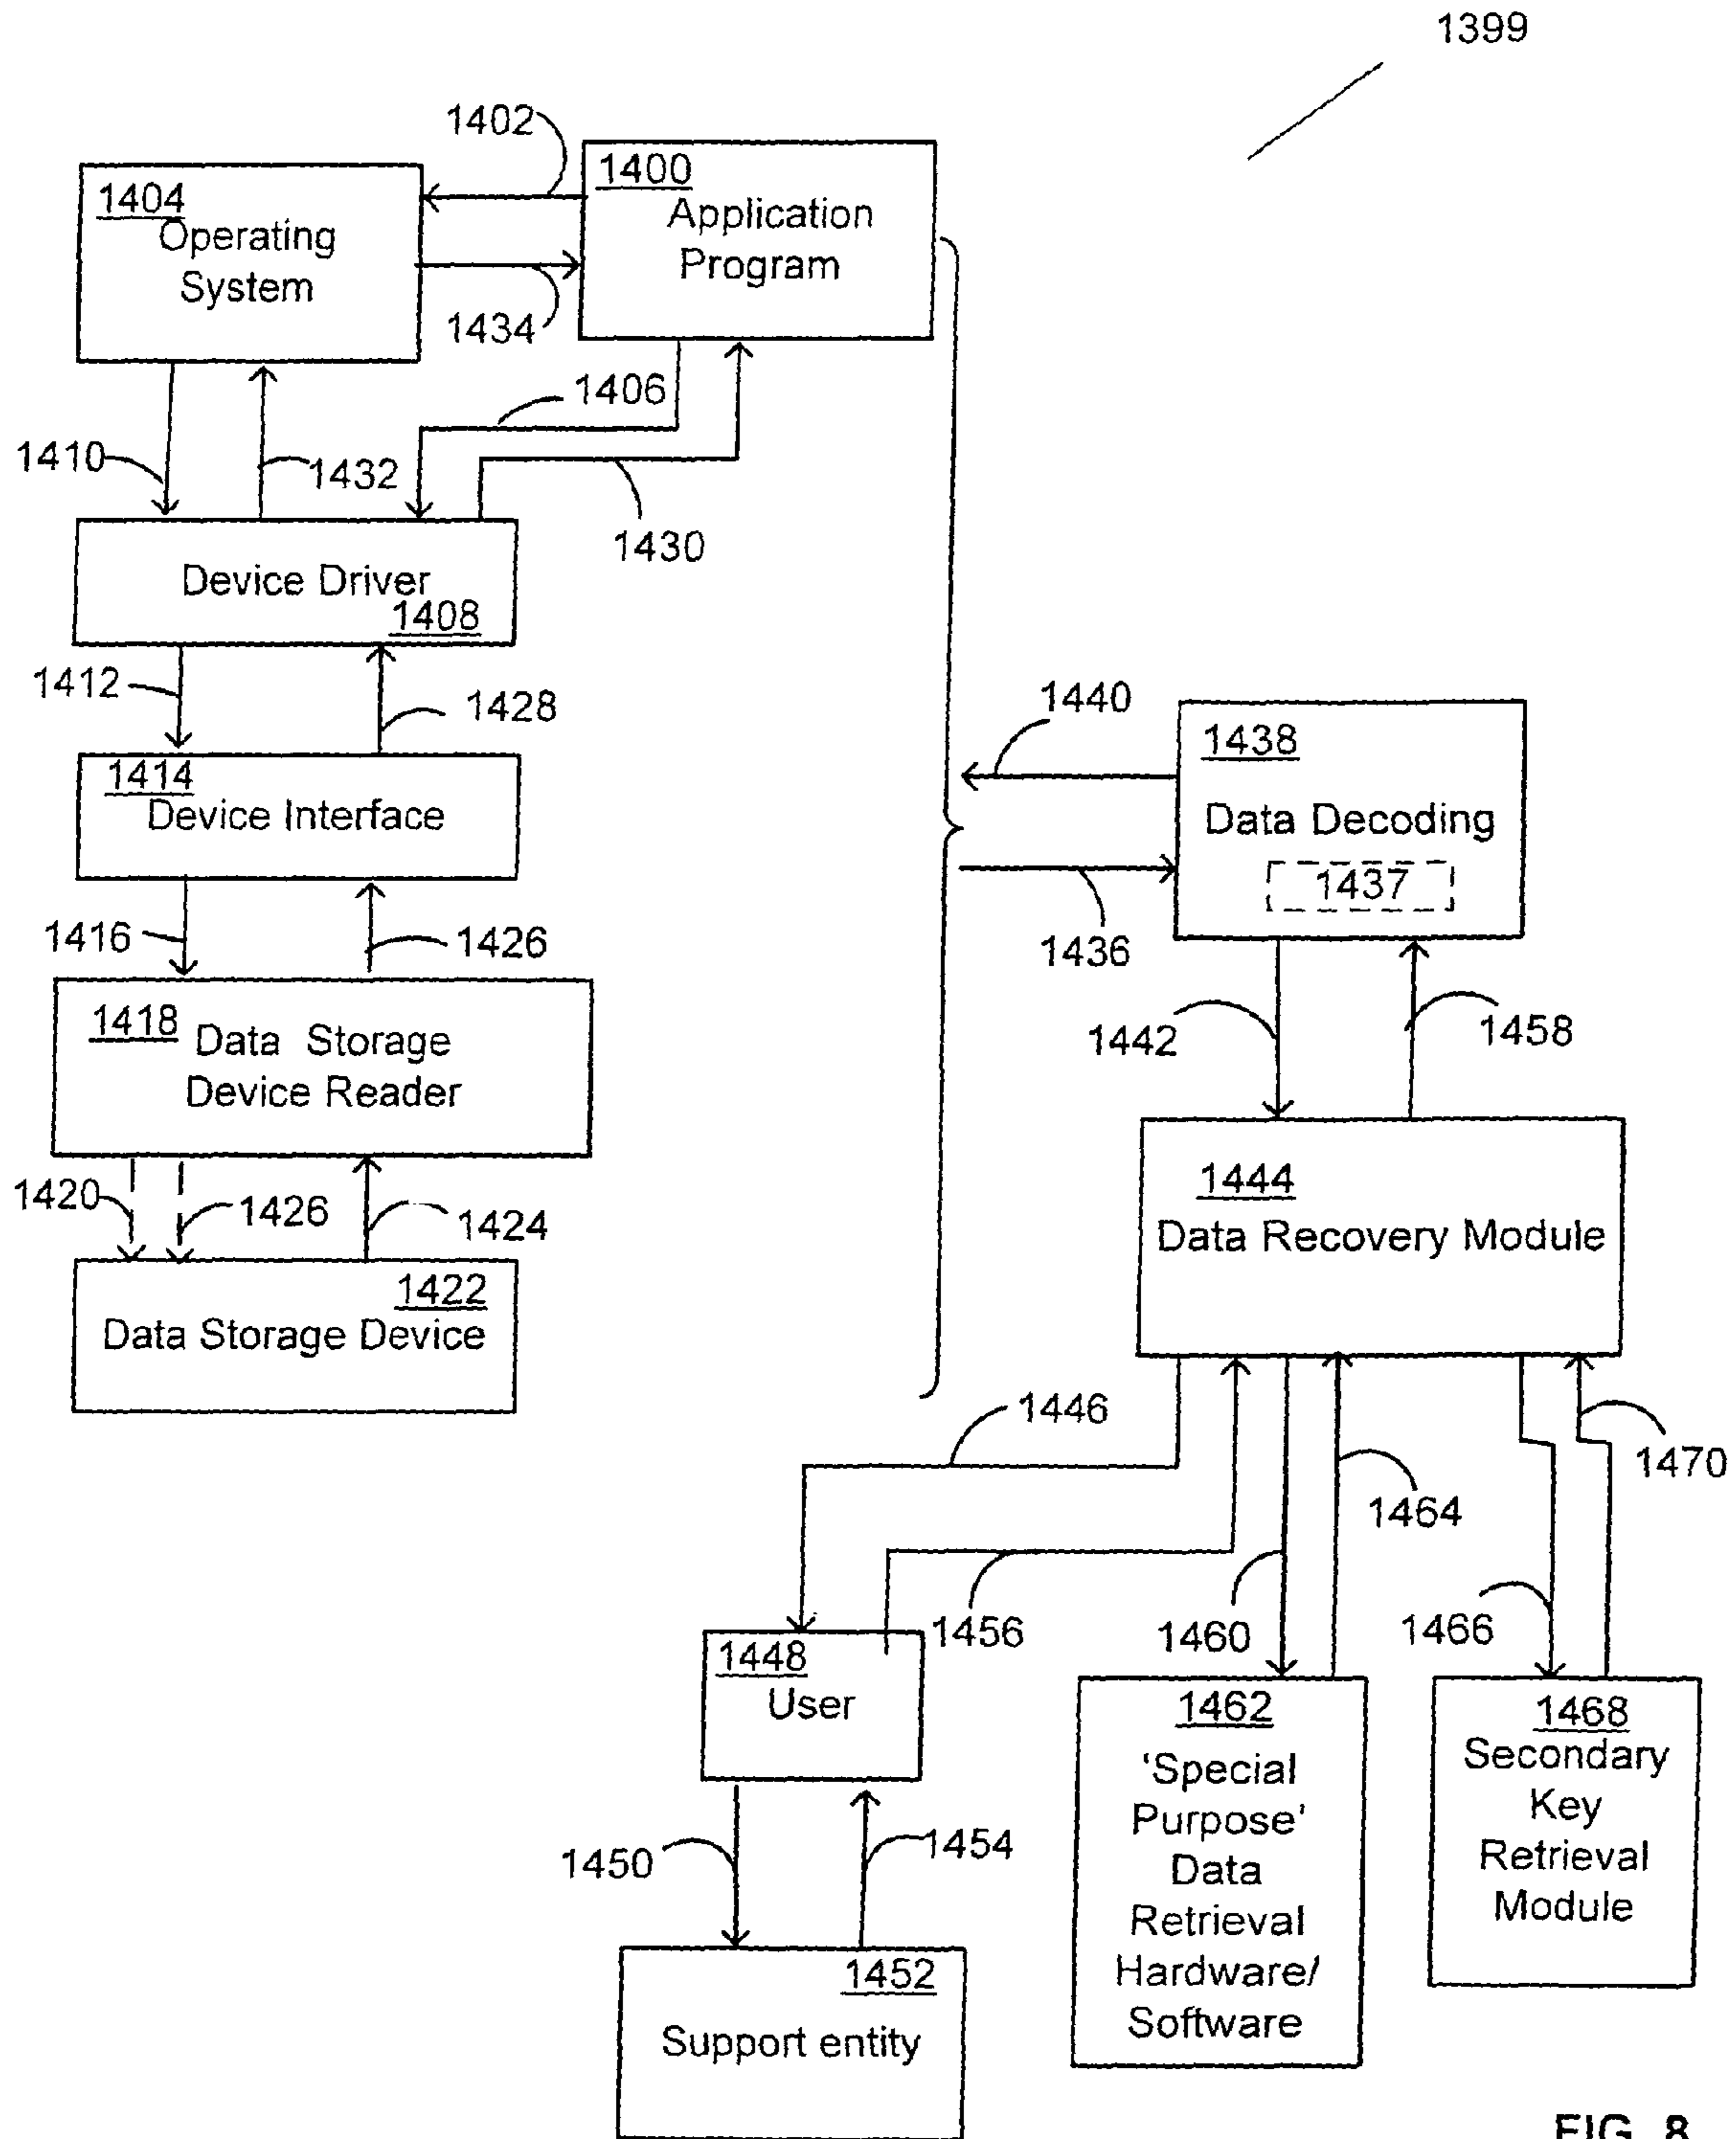 1399
1402
1400
Application
Program
1404
Operating
System
1434
1406
1410
1432
1430
Device Driver
1408
1412
1428
1440
1438
Data Decoding
1437
1414
Device Interface
1436
1416
1426
1442
1458
1418
Data Storage
Device Reader
1420
1426
1424
1444
Data Recovery Module
1422
Data Storage Device
1446
1470
1464
1456
1460
1466
1448
User
1462
'Special
Purpose'
Data
Retrieval
Hardware/
Software
1468
Secondary
Key
Retrieval
Module
1450
1454
1452
Support entity
FIG. 8